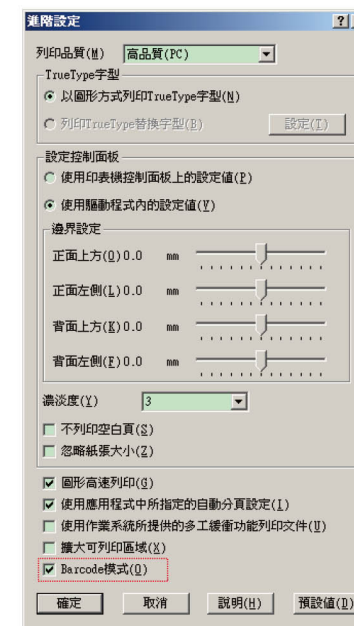 進階設定
列印品質(M) 高品質(PC)
TrueType字型
以圖形方式列印TrueType字型(N)
列印TrueType替換字型(B) 設定(T)
設定控制面板
使用印表機控制面板上的設定值(P)
使用驅動程式內的設定值(V)
邊界設定
正面上方(O) 0.0 mm
正面左側(L) 0.0 mm
背面上方(K) 0.0 mm
背面左側(F) 0.0 mm
濃淡度(Y) 3
不列印空白頁(S)
忽略紙張大小(Z)
圖形高速列印(G)
使用應用程式中所指定的自動分頁設定(I)
使用作業系統所提供的多工緩衝功能列印文件(U)
擴大可列印區域(X)
Barcode模式(Q)
確定 取消 說明(H) 預設值(D)